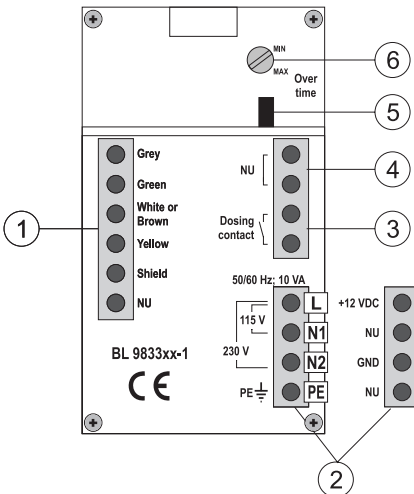 MIN
MAX
Over
time
6
5
Grey
Green
White or
Brown
Yellow
Shield
NU
1
NU
4
Dosing
contact
3
50/60 Hz; 10 VA
115 V
230 V
L
N1
N2
PE
PE
+12 VDC
NU
GND
NU
BL 9833xx-1
CE
2